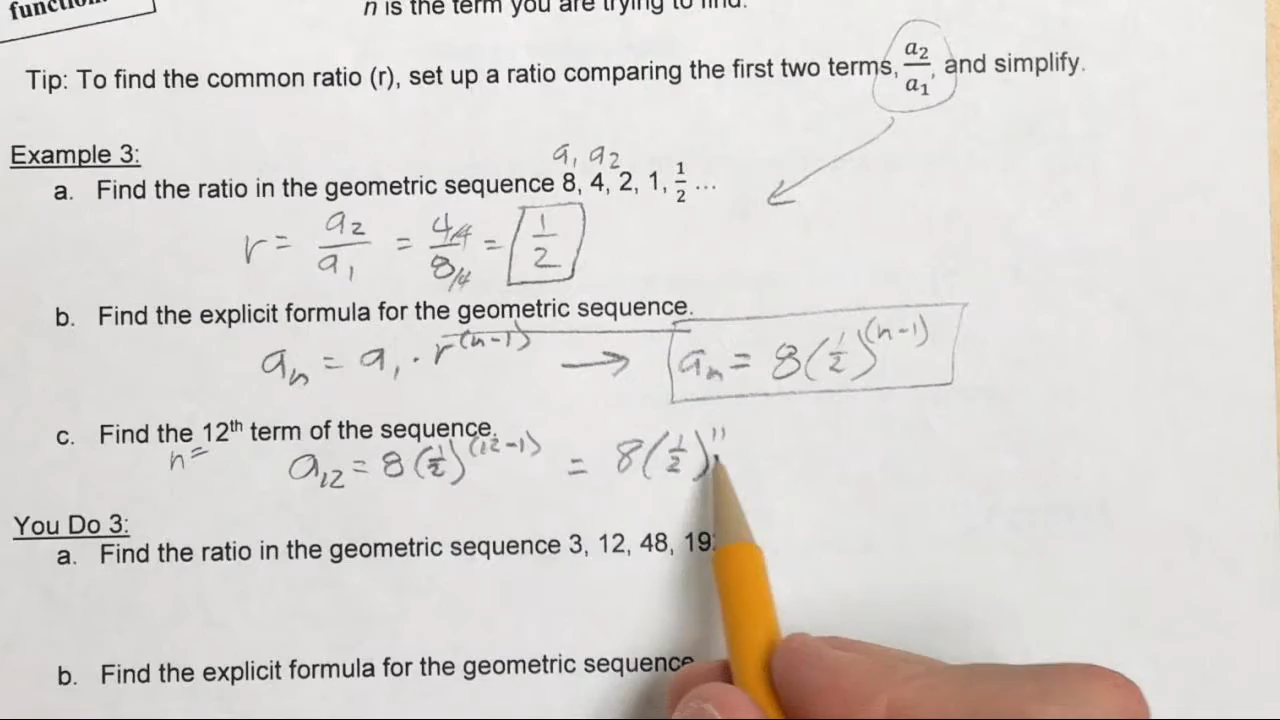 function
n is the term you are trying to find.
Tip: To find the common ratio (r), set up a ratio comparing the first two terms, a₂/a₁, and simplify.
Example 3:
a₁ a₂
a. Find the ratio in the geometric sequence 8, 4, 2, 1, 1/2 ...
r = a₂/a₁ = 4/4 / 8/4 = 1/2
b. Find the explicit formula for the geometric sequence.
aₙ = a₁ · r^(n-1) → aₙ = 8(1/2)^(n-1)
c. Find the 12th term of the sequence.
n= a₁₂ = 8(1/2)^(12-1) = 8(1/2)^11
You Do 3:
a. Find the ratio in the geometric sequence 3, 12, 48,
b. Find the explicit formula for the geometric sequence